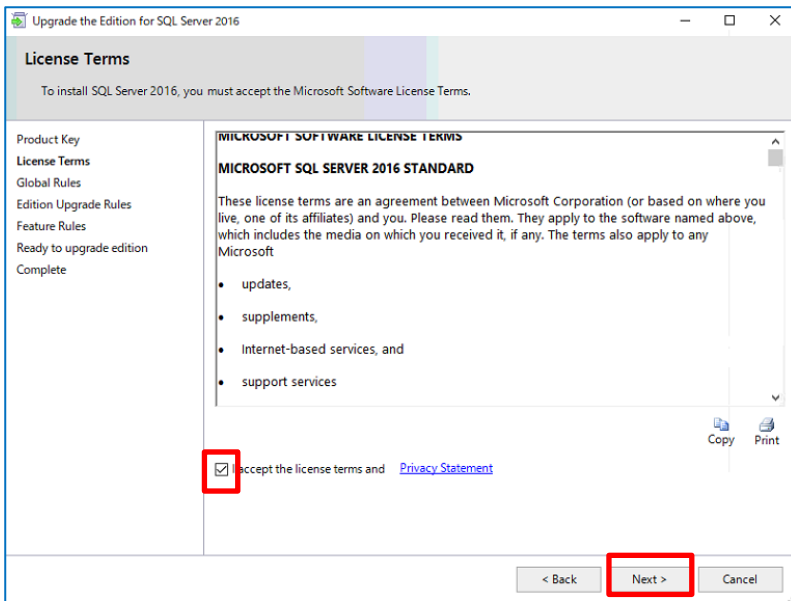 Upgrade the Edition for SQL Server 2016
License Terms
To install SQL Server 2016, you must accept the Microsoft Software License Terms.
Product Key
License Terms
Global Rules
Edition Upgrade Rules
Feature Rules
Ready to upgrade edition
Complete
MICROSOFT SOFTWARE LICENSE TERMS
MICROSOFT SQL SERVER 2016 STANDARD
These license terms are an agreement between Microsoft Corporation (or based on where you
live, one of its affiliates) and you. Please read them. They apply to the software named above,
which includes the media on which you received it, if any. The terms also apply to any
Microsoft
• updates,
• supplements,
• Internet-based services, and
• support services
Copy
Print
I accept the license terms and Privacy Statement
< Back
Next >
Cancel